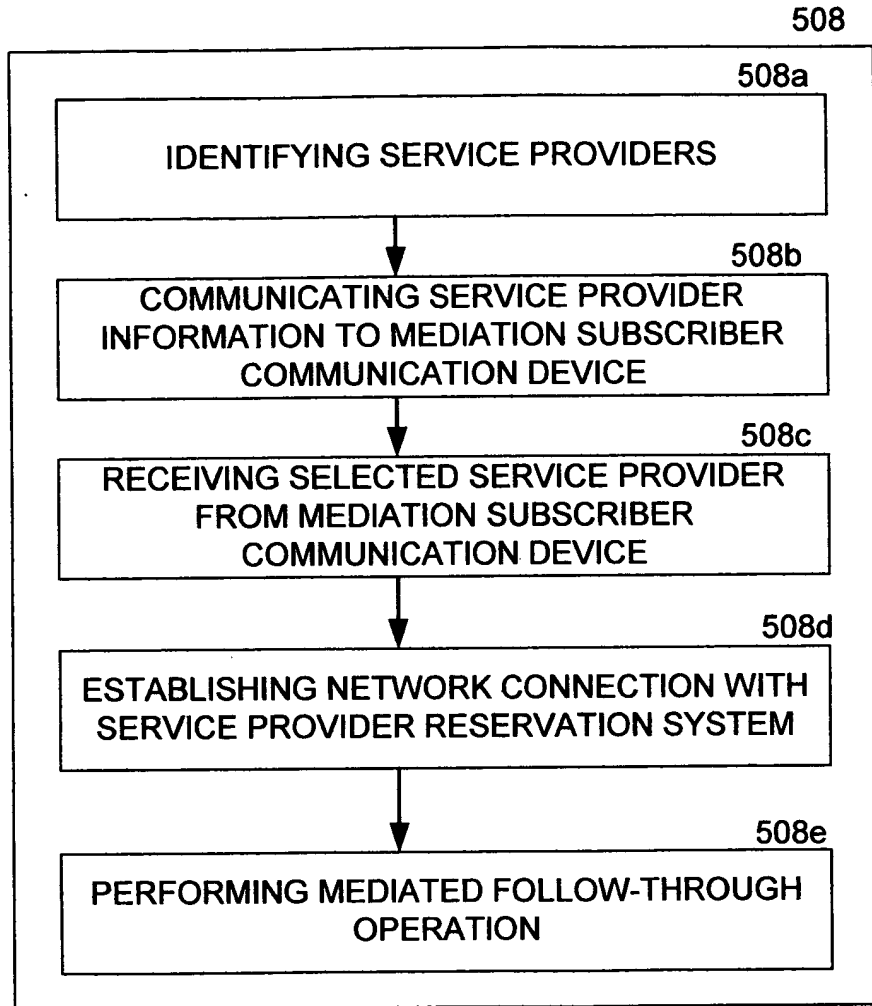 508
508a
IDENTIFYING SERVICE PROVIDERS
508b
COMMUNICATING SERVICE PROVIDER
INFORMATION TO MEDIATION SUBSCRIBER
COMMUNICATION DEVICE
508c
RECEIVING SELECTED SERVICE PROVIDER
FROM MEDIATION SUBSCRIBER
COMMUNICATION DEVICE
508d
ESTABLISHING NETWORK CONNECTION WITH
SERVICE PROVIDER RESERVATION SYSTEM
508e
PERFORMING MEDIATED FOLLOW-THROUGH
OPERATION